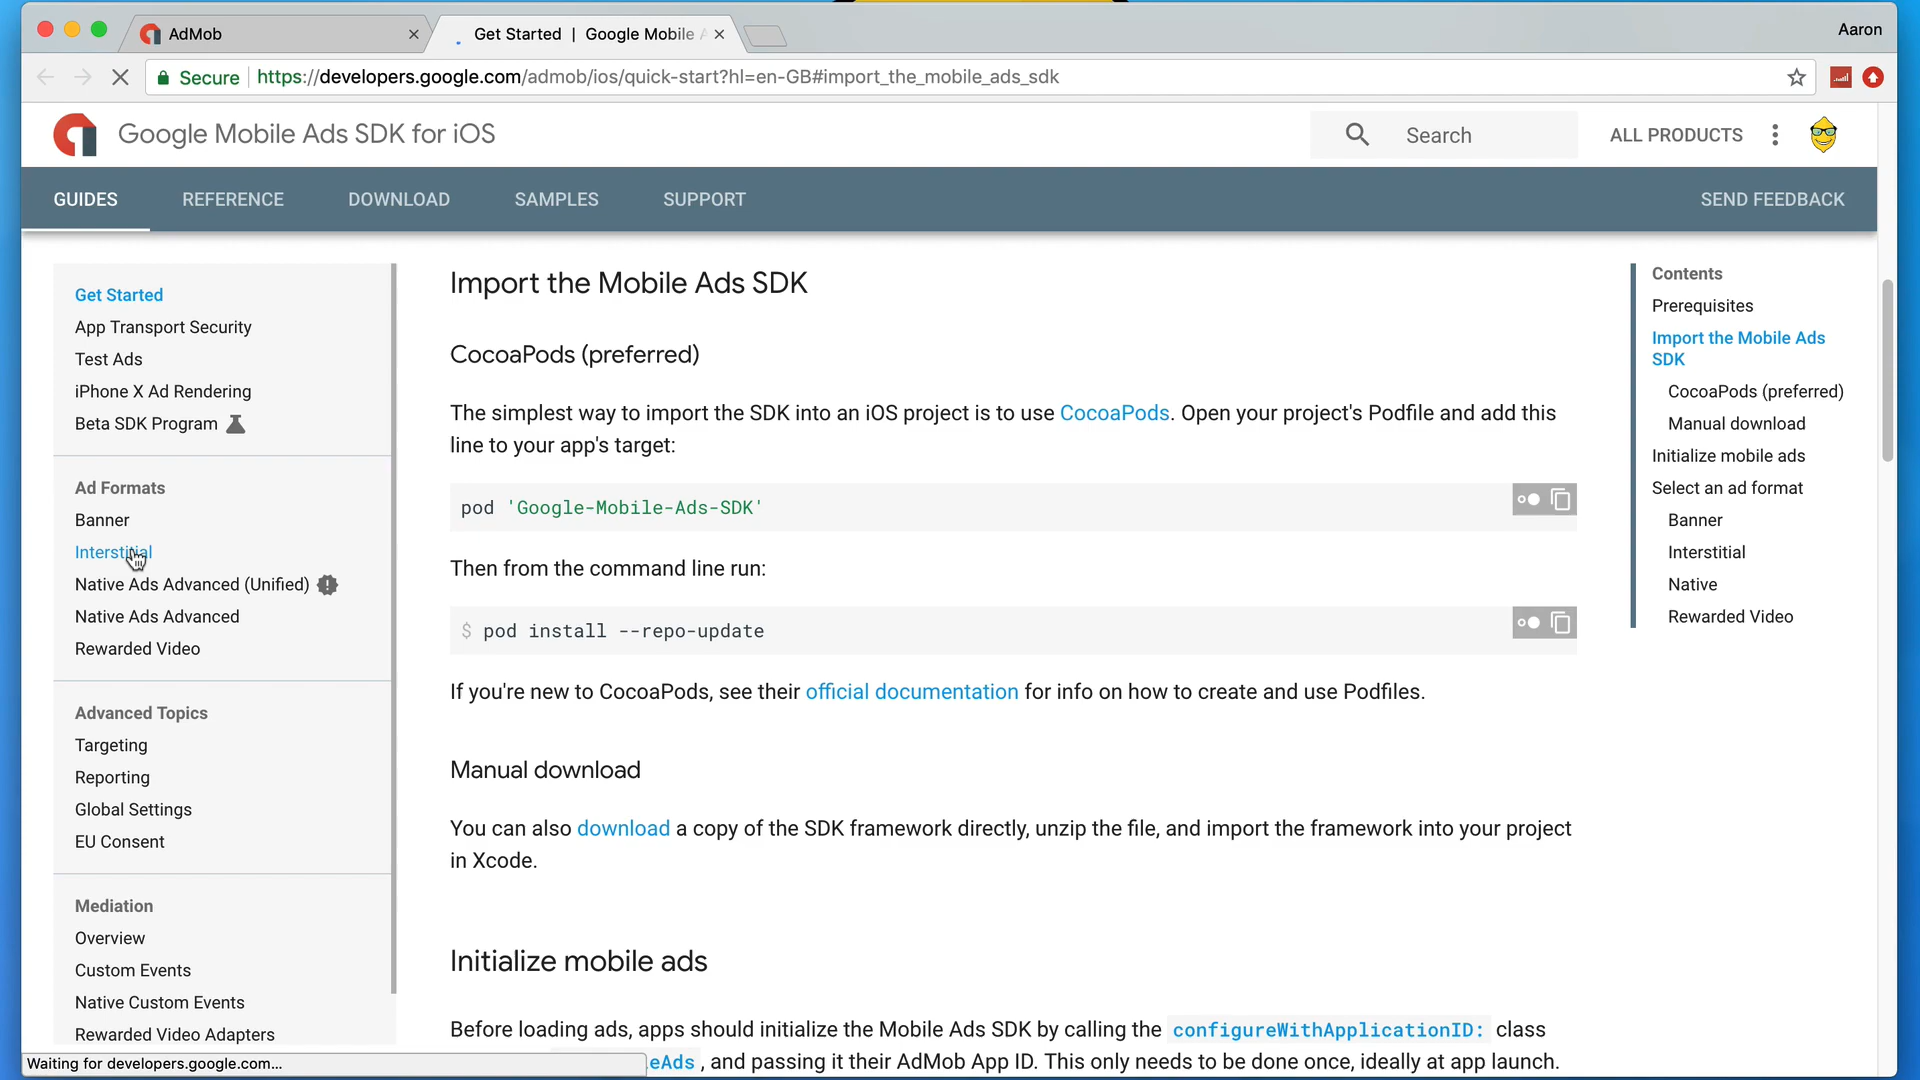 AdMob
Get Started | Google Mobile A
Aaron
Secure https://developers.google.com/admob/ios/quick-start?hl=en-GB#import_the_mobile_ads_sdk
Google Mobile Ads SDK for iOS
Search
ALL PRODUCTS
GUIDES REFERENCE DOWNLOAD SAMPLES SUPPORT SEND FEEDBACK
Get Started
App Transport Security
Test Ads
iPhone X Ad Rendering
Beta SDK Program
Ad Formats
Banner
Interstitial
Native Ads Advanced (Unified)
Native Ads Advanced
Rewarded Video
Advanced Topics
Targeting
Reporting
Global Settings
EU Consent
Mediation
Overview
Custom Events
Native Custom Events
Rewarded Video Adapters
Import the Mobile Ads SDK
CocoaPods (preferred)
The simplest way to import the SDK into an iOS project is to use CocoaPods. Open your project's Podfile and add this
line to your app's target:
pod 'Google-Mobile-Ads-SDK'
Then from the command line run:
$ pod install --repo-update
If you're new to CocoaPods, see their official documentation for info on how to create and use Podfiles.
Manual download
You can also download a copy of the SDK framework directly, unzip the file, and import the framework into your project
in Xcode.
Initialize mobile ads
Before loading ads, apps should initialize the Mobile Ads SDK by calling the configureWithApplicationID: class
eAds , and passing it their AdMob App ID. This only needs to be done once, ideally at app launch.
Contents
Prerequisites
Import the Mobile Ads
SDK
CocoaPods (preferred)
Manual download
Initialize mobile ads
Select an ad format
Banner
Interstitial
Native
Rewarded Video
Waiting for developers.google.com...